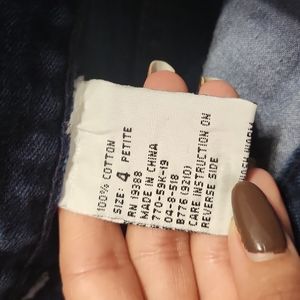 100% COTTON
SIZE: 4 PETITE
RN 19388
MADE IN CHINA
770-59K-19
04-8-518
B776 (9210)
CARE INSTRUCTION ON
REVERSE SIDE